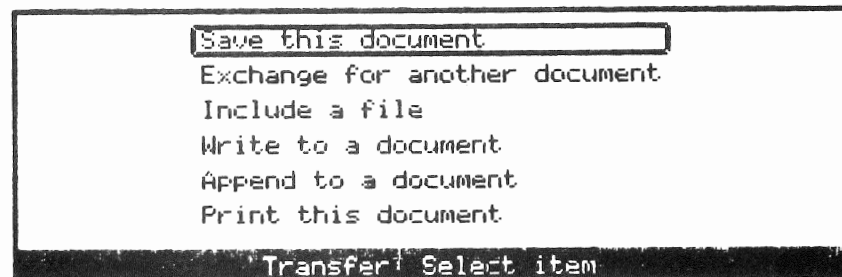 Save this document
Exchange for another document
Include a file
Write to a document
Append to a document
Print this document
Transfer: Select item